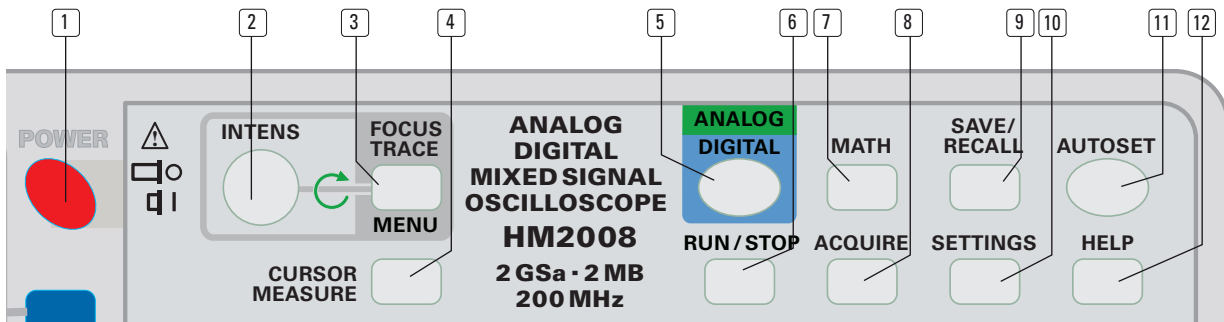 1 2 3 4 5 6 7 8 9 10 11 12
POWER
INTENS
FOCUS
TRACE
MENU
CURSOR
MEASURE
ANALOG
DIGITAL
MIXED SIGNAL
OSCILLOSCOPE
HM2008
2 GSa · 2 MB
200 MHz
ANALOG
DIGITAL
RUN / STOP
MATH
ACQUIRE
SAVE/
RECALL
SETTINGS
AUTOSET
HELP